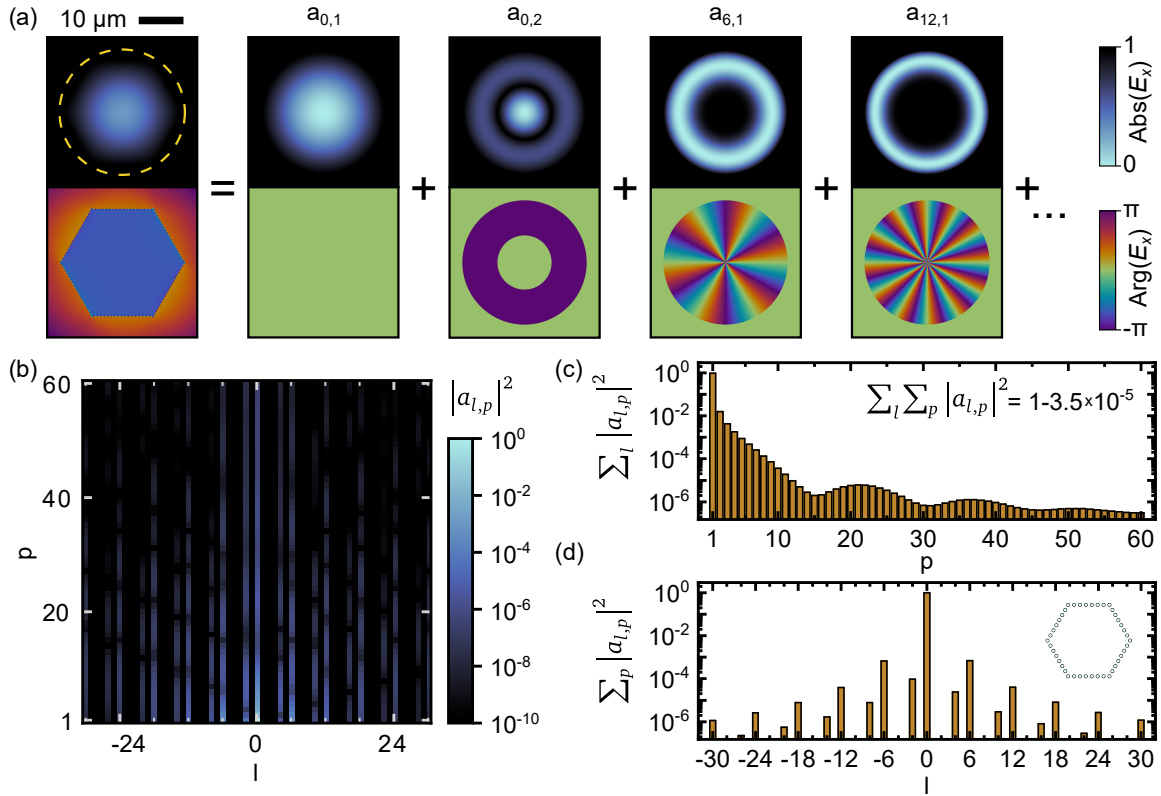 (a)
10 μm
a0,1
a0,2
a6,1
a12,1
=
+
+
+
+
...
1
0
Abs(Ex)
π
-π
Arg(Ex)
(b)
60
40
20
1
p
-24
0
24
l
|al,p|²
10⁰
10⁻²
10⁻⁴
10⁻⁶
10⁻⁸
10⁻¹⁰
(c)
∑l |al,p|²
10⁰
10⁻²
10⁻⁴
10⁻⁶
∑l ∑p |al,p|² = 1-3.5×10⁻⁵
1
10
20
30
40
50
60
p
(d)
∑p |al,p|²
10⁰
10⁻²
10⁻⁴
10⁻⁶
-30
-24
-18
-12
-6
0
6
12
18
24
30
l